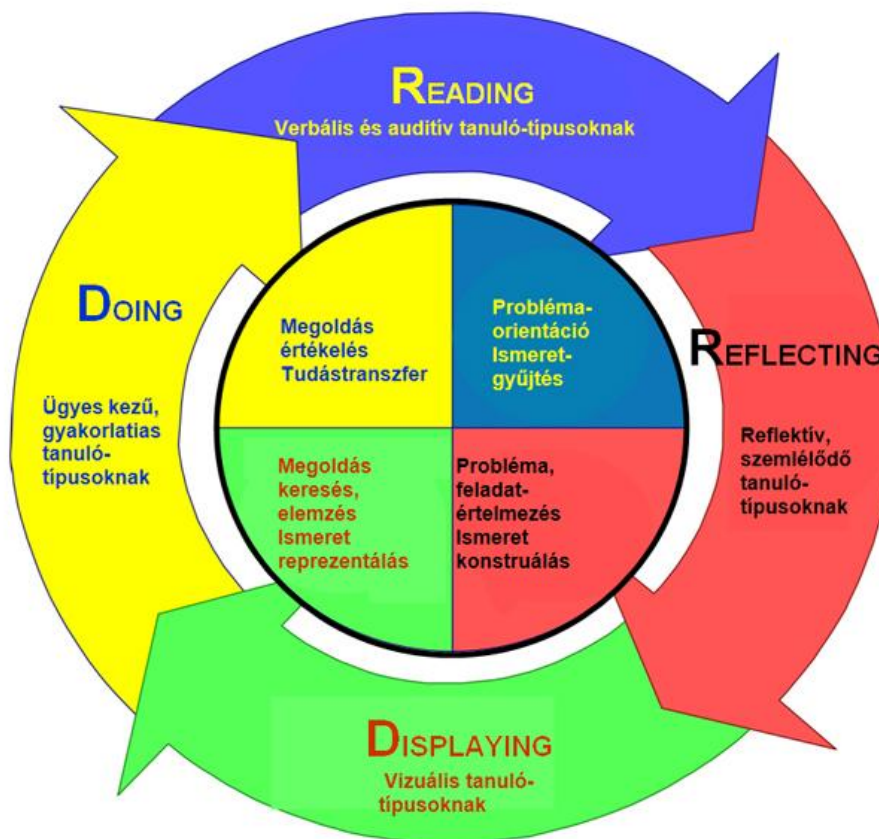 READING
Verbális és auditív tanuló-típusoknak
DOING
Ügyes kezű,
gyakorlatias
tanuló-
típusoknak
Megoldás
értékelés
Tudástranszfer
Probléma-
orientáció
Ismeret-
gyűjtés
REFLECTING
Reflektív,
szemlélődő
tanuló-
típusoknak
Megoldás
keresés,
elemzés
Ismeret
reprezentálás
Probléma,
feladat-
értelmezés
Ismeret
konstruálás
DISPLAYING
Vizuális tanuló-
típusoknak